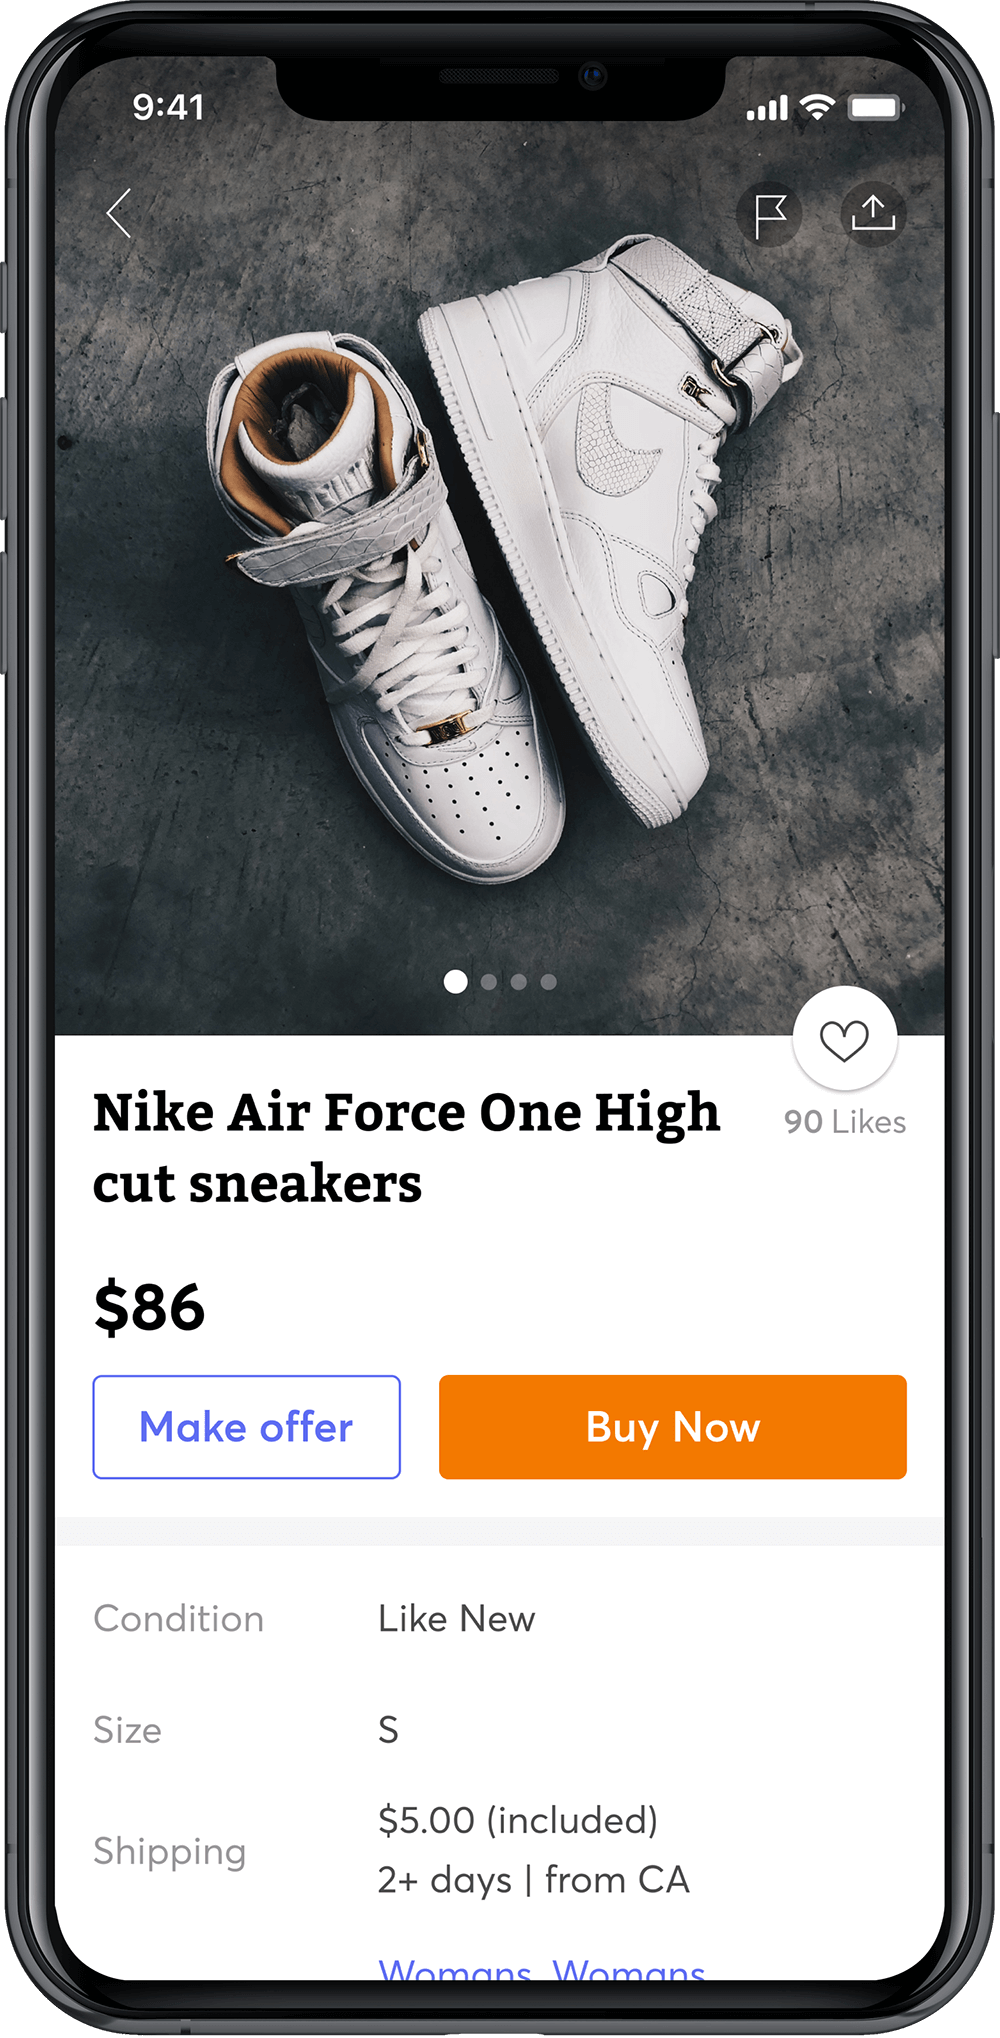 9:41
Nike Air Force One High
cut sneakers
90 Likes
$86
Make offer
Buy Now
Condition
Like New
Size
S
Shipping
$5.00 (included)
2+ days | from CA
Womans, Womans